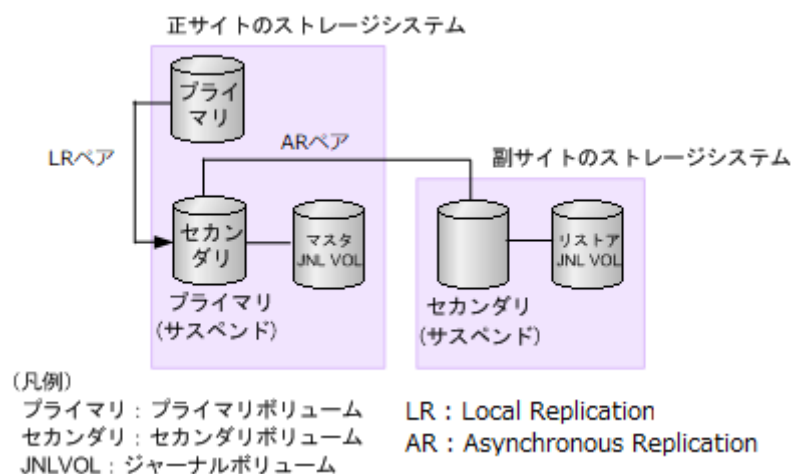 正サイトのストレージシステム
プライ
マリ
LRペア
ARペア
副サイトのストレージシステム
セカン
ダリ
マスタ
JNL VOL
リストア
JNL VOL
プライマリ
(サスペンド)
セカンダリ
(サスペンド)
(凡例)
プライマリ:プライマリボリューム
セカンダリ:セカンダリボリューム
JNLVOL:ジャーナルボリューム
LR : Local Replication
AR : Asynchronous Replication